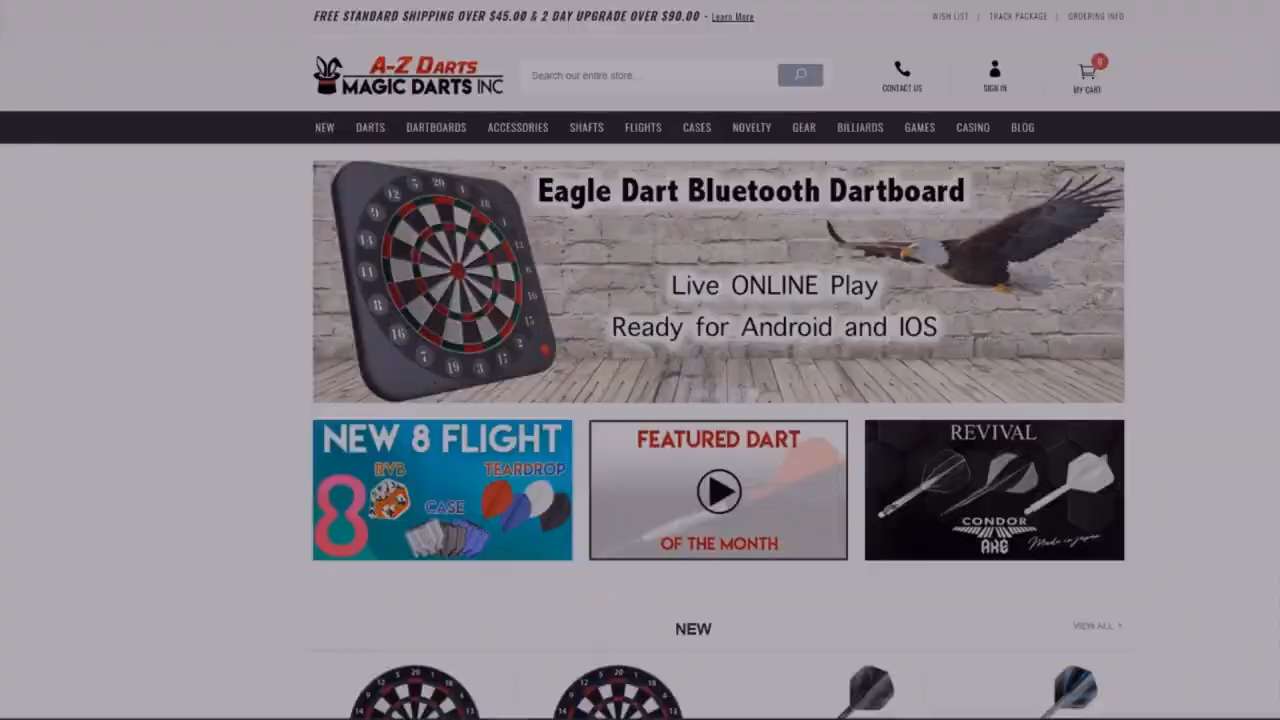 FREE STANDARD SHIPPING OVER $45.00 & 2 DAY UPGRADE OVER $90.00 - Learn More
WISH LIST | TRACK PACKAGE | ORDERING INFO
A-Z DARTS
MAGIC DARTS INC
Search our entire store...
CONTACT US
SIGN IN
0
MY CART
NEW DARTS DARTBOARDS ACCESSORIES SHAFTS FLIGHTS CASES NOVELTY GEAR BILLIARDS GAMES CASINO BLOG
Eagle Dart Bluetooth Dartboard
Live ONLINE Play
Ready for Android and IOS
NEW 8 FLIGHT
8
CASE
TEARDROP
FEATURED DART
OF THE MONTH
REVIVAL
CONDOR
AXE
Made in Japan
NEW
VIEW ALL